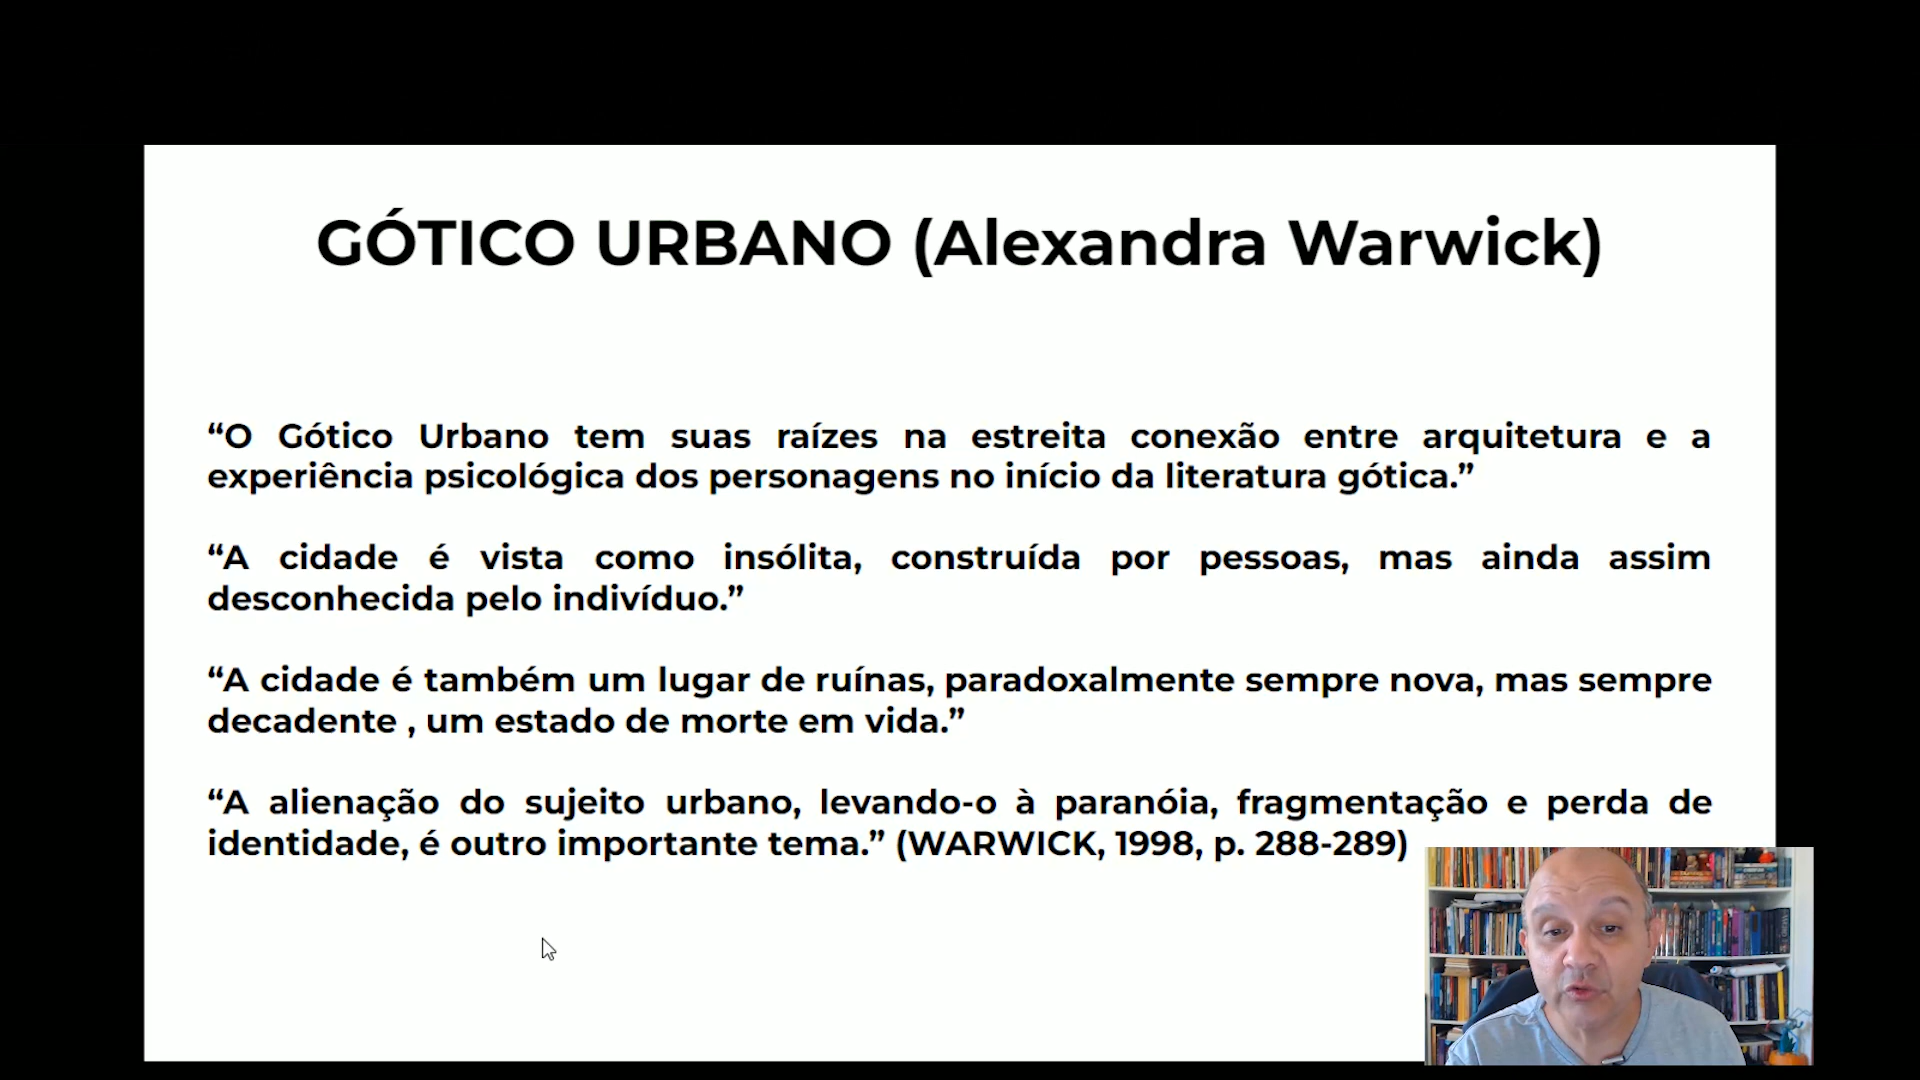 GÓTICO URBANO (Alexandra Warwick)
“O Gótico Urbano tem suas raízes na estreita conexão entre arquitetura e a
experiência psicológica dos personagens no início da literatura gótica.”
“A cidade é vista como insólita, construída por pessoas, mas ainda assim
desconhecida pelo indivíduo.”
“A cidade é também um lugar de ruínas, paradoxalmente sempre nova, mas sempre
decadente , um estado de morte em vida.”
“A alienação do sujeito urbano, levando-o à paranóia, fragmentação e perda de
identidade, é outro importante tema.” (WARWICK, 1998, p. 288-289)